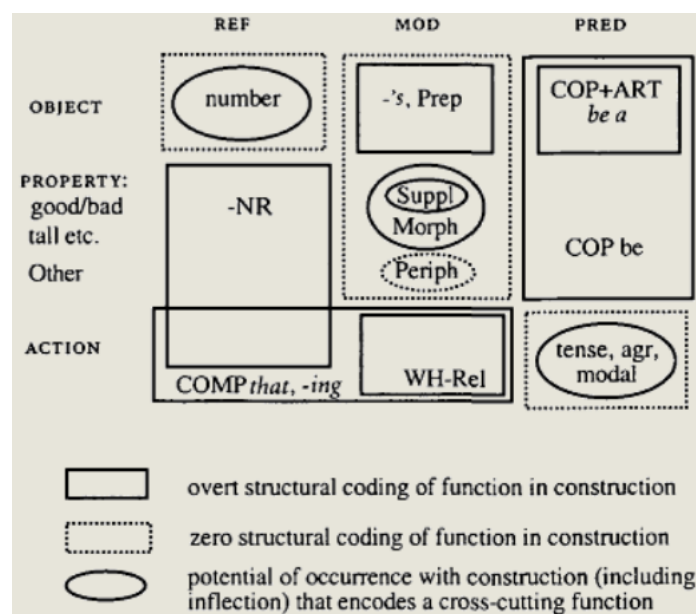 REF MOD PRED
OBJECT number -'s, Prep COP+ART
be a
PROPERTY:
good/bad -NR Suppl
tall etc. Morph
COP be
Other Periph
ACTION tense, agr,
modal
COMP that, -ing WH-Rel
overt structural coding of function in construction
zero structural coding of function in construction
potential of occurrence with construction (including
inflection) that encodes a cross-cutting function